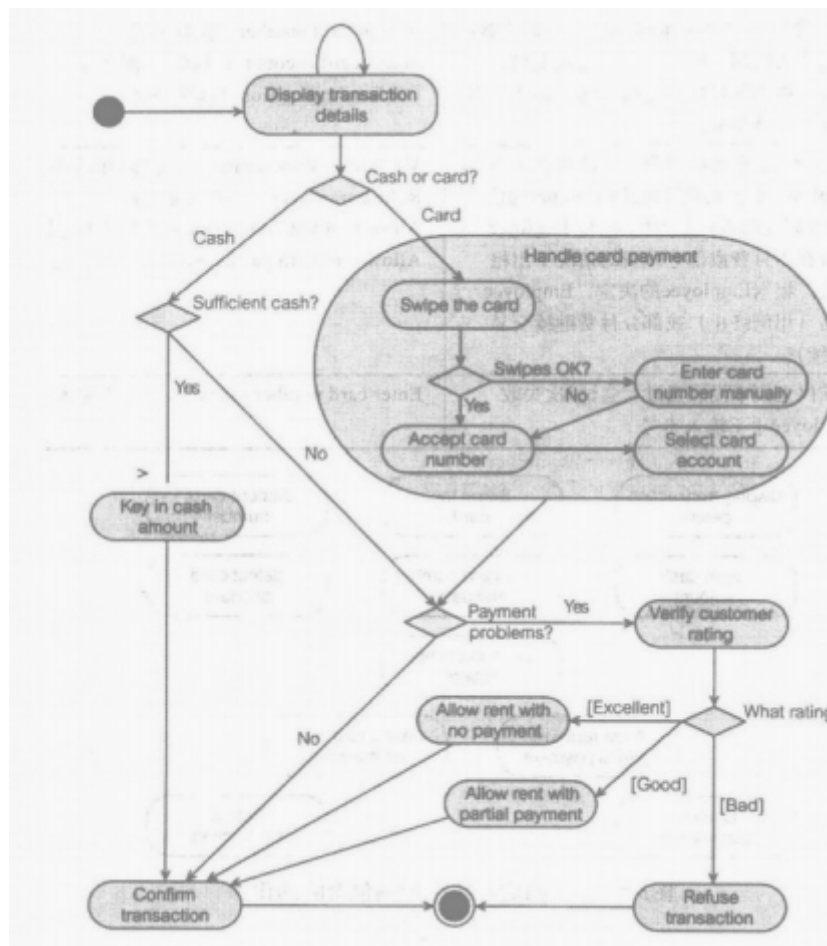 Display transaction
details
Cash or card?
Cash
Card
Handle card payment
Sufficient cash?
Swipe the card
Swipes OK?
Enter card
number manually
Yes
No
Yes
Accept card
number
Select card
account
No
Key in cash
amount
Payment
problems?
Yes
Verify customer
rating
[Excellent]
What rating
Allow rent with
no payment
No
[Good]
Allow rent with
partial payment
[Bad]
Confirm
transaction
Refuse
transaction